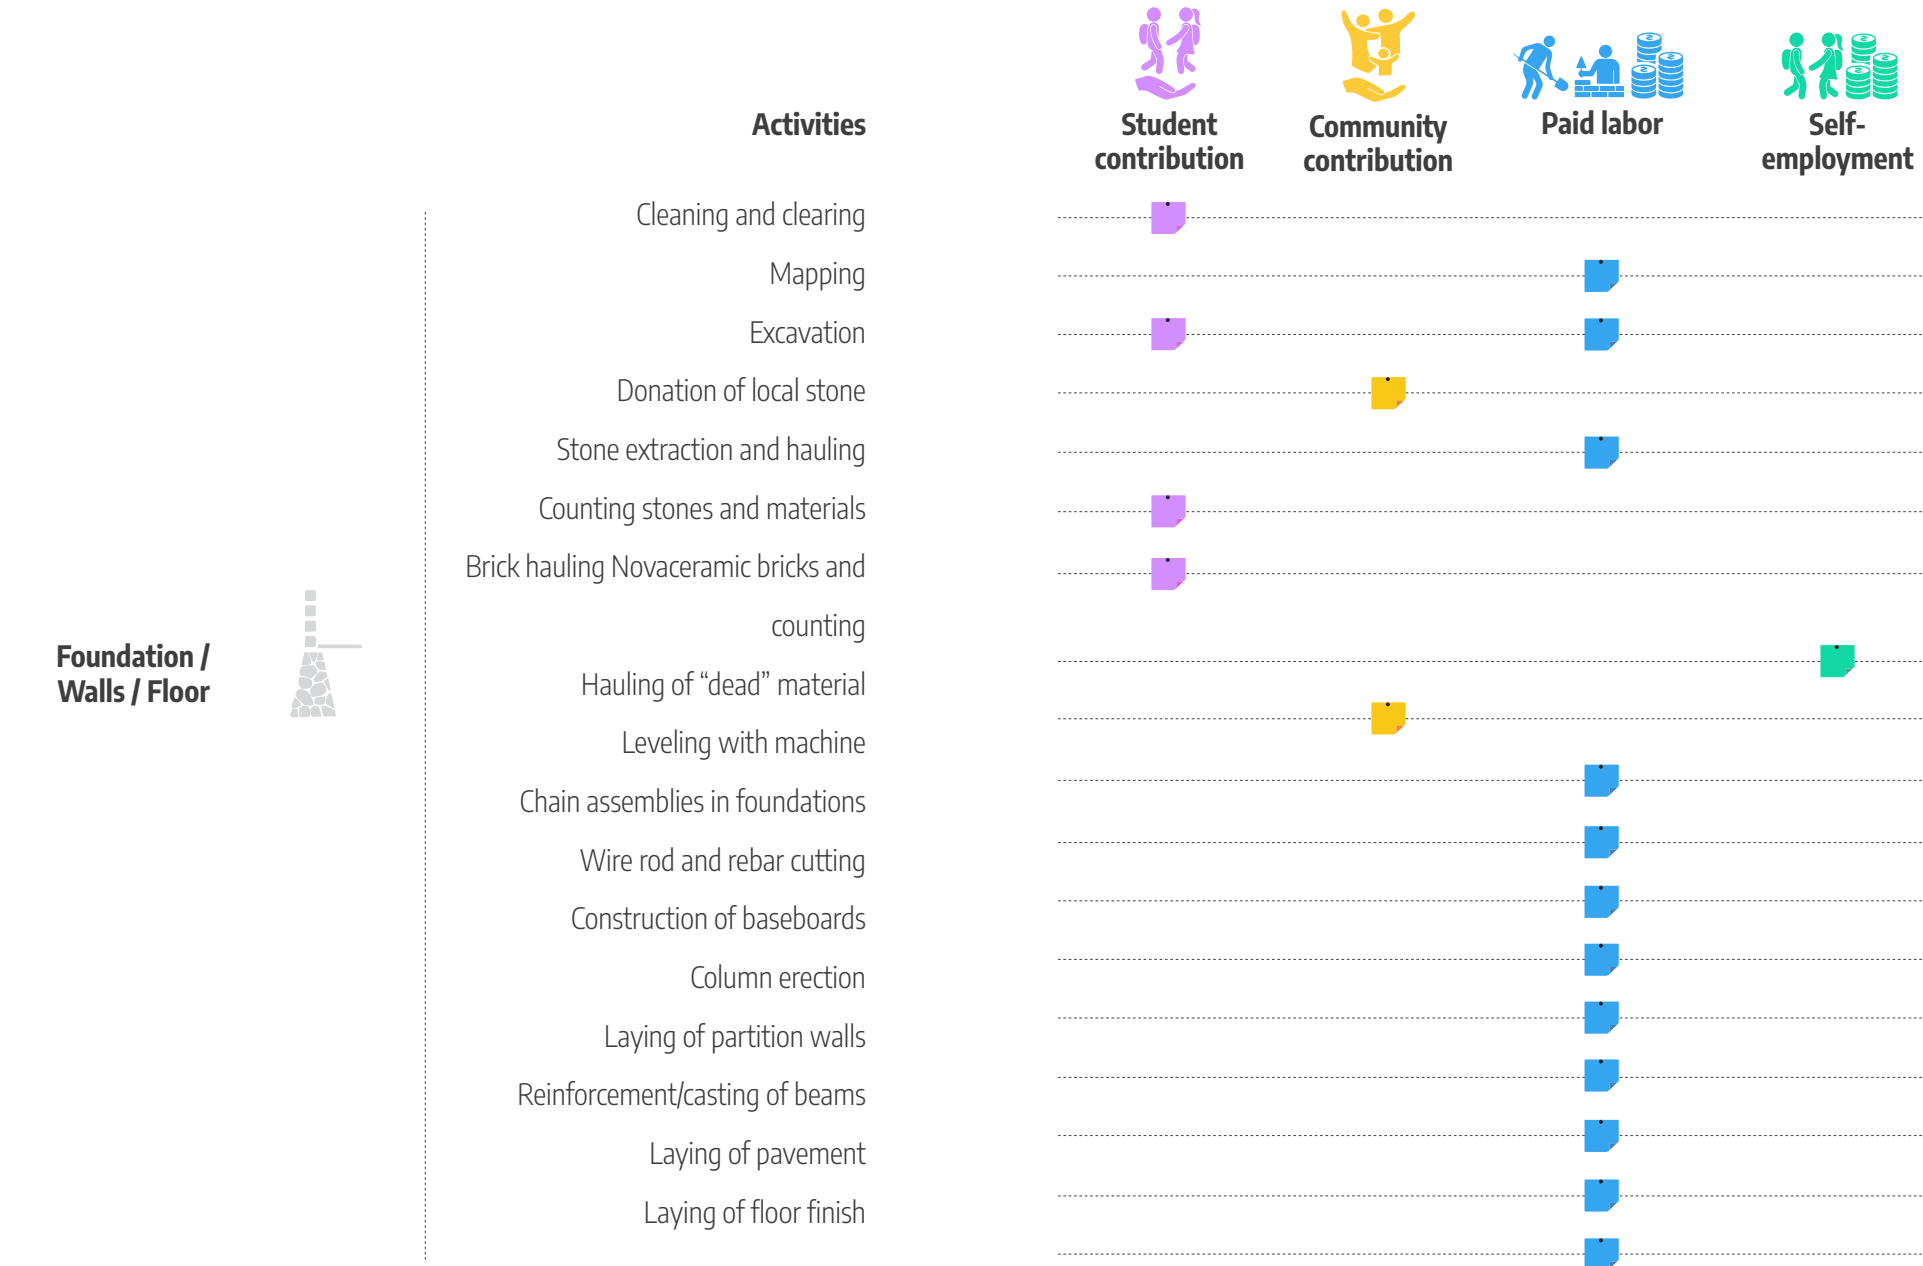 Activities
Student
contribution
Community
contribution
Paid labor
Self-
employment
Cleaning and clearing
Mapping
Excavation
Donation of local stone
Stone extraction and hauling
Counting stones and materials
Brick hauling Novaceramic bricks and
counting
Foundation /
Walls / Floor
Hauling of “dead” material
Leveling with machine
Chain assemblies in foundations
Wire rod and rebar cutting
Construction of baseboards
Column erection
Laying of partition walls
Reinforcement/casting of beams
Laying of pavement
Laying of floor finish